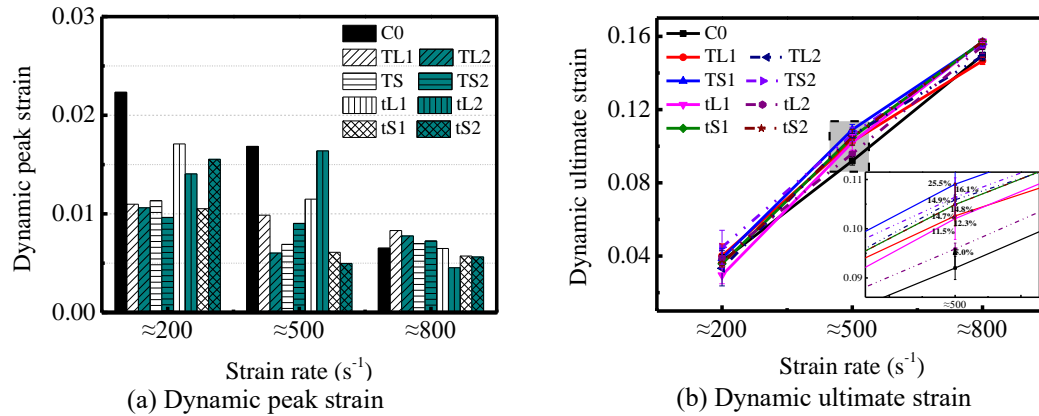 0.03
0.02
0.01
0.00
Dynamic peak strain
C0
TL1 TL2
TS TS2
tL1 tL2
tS1 tS2
≈200 ≈500 ≈800
Strain rate (s-1)
(a) Dynamic peak strain
0.16
0.12
0.08
0.04
0.00
Dynamic ultimate strain
C0
TL1 TL2
TS1 TS2
tL1 tL2
tS1 tS2
0.11
0.10
0.09
25.5%
16.1%
14.9%
14.8%
14.7%
12.3%
11.5%
≈500
≈200 ≈500 ≈800
Strain rate (s-1)
(b) Dynamic ultimate strain